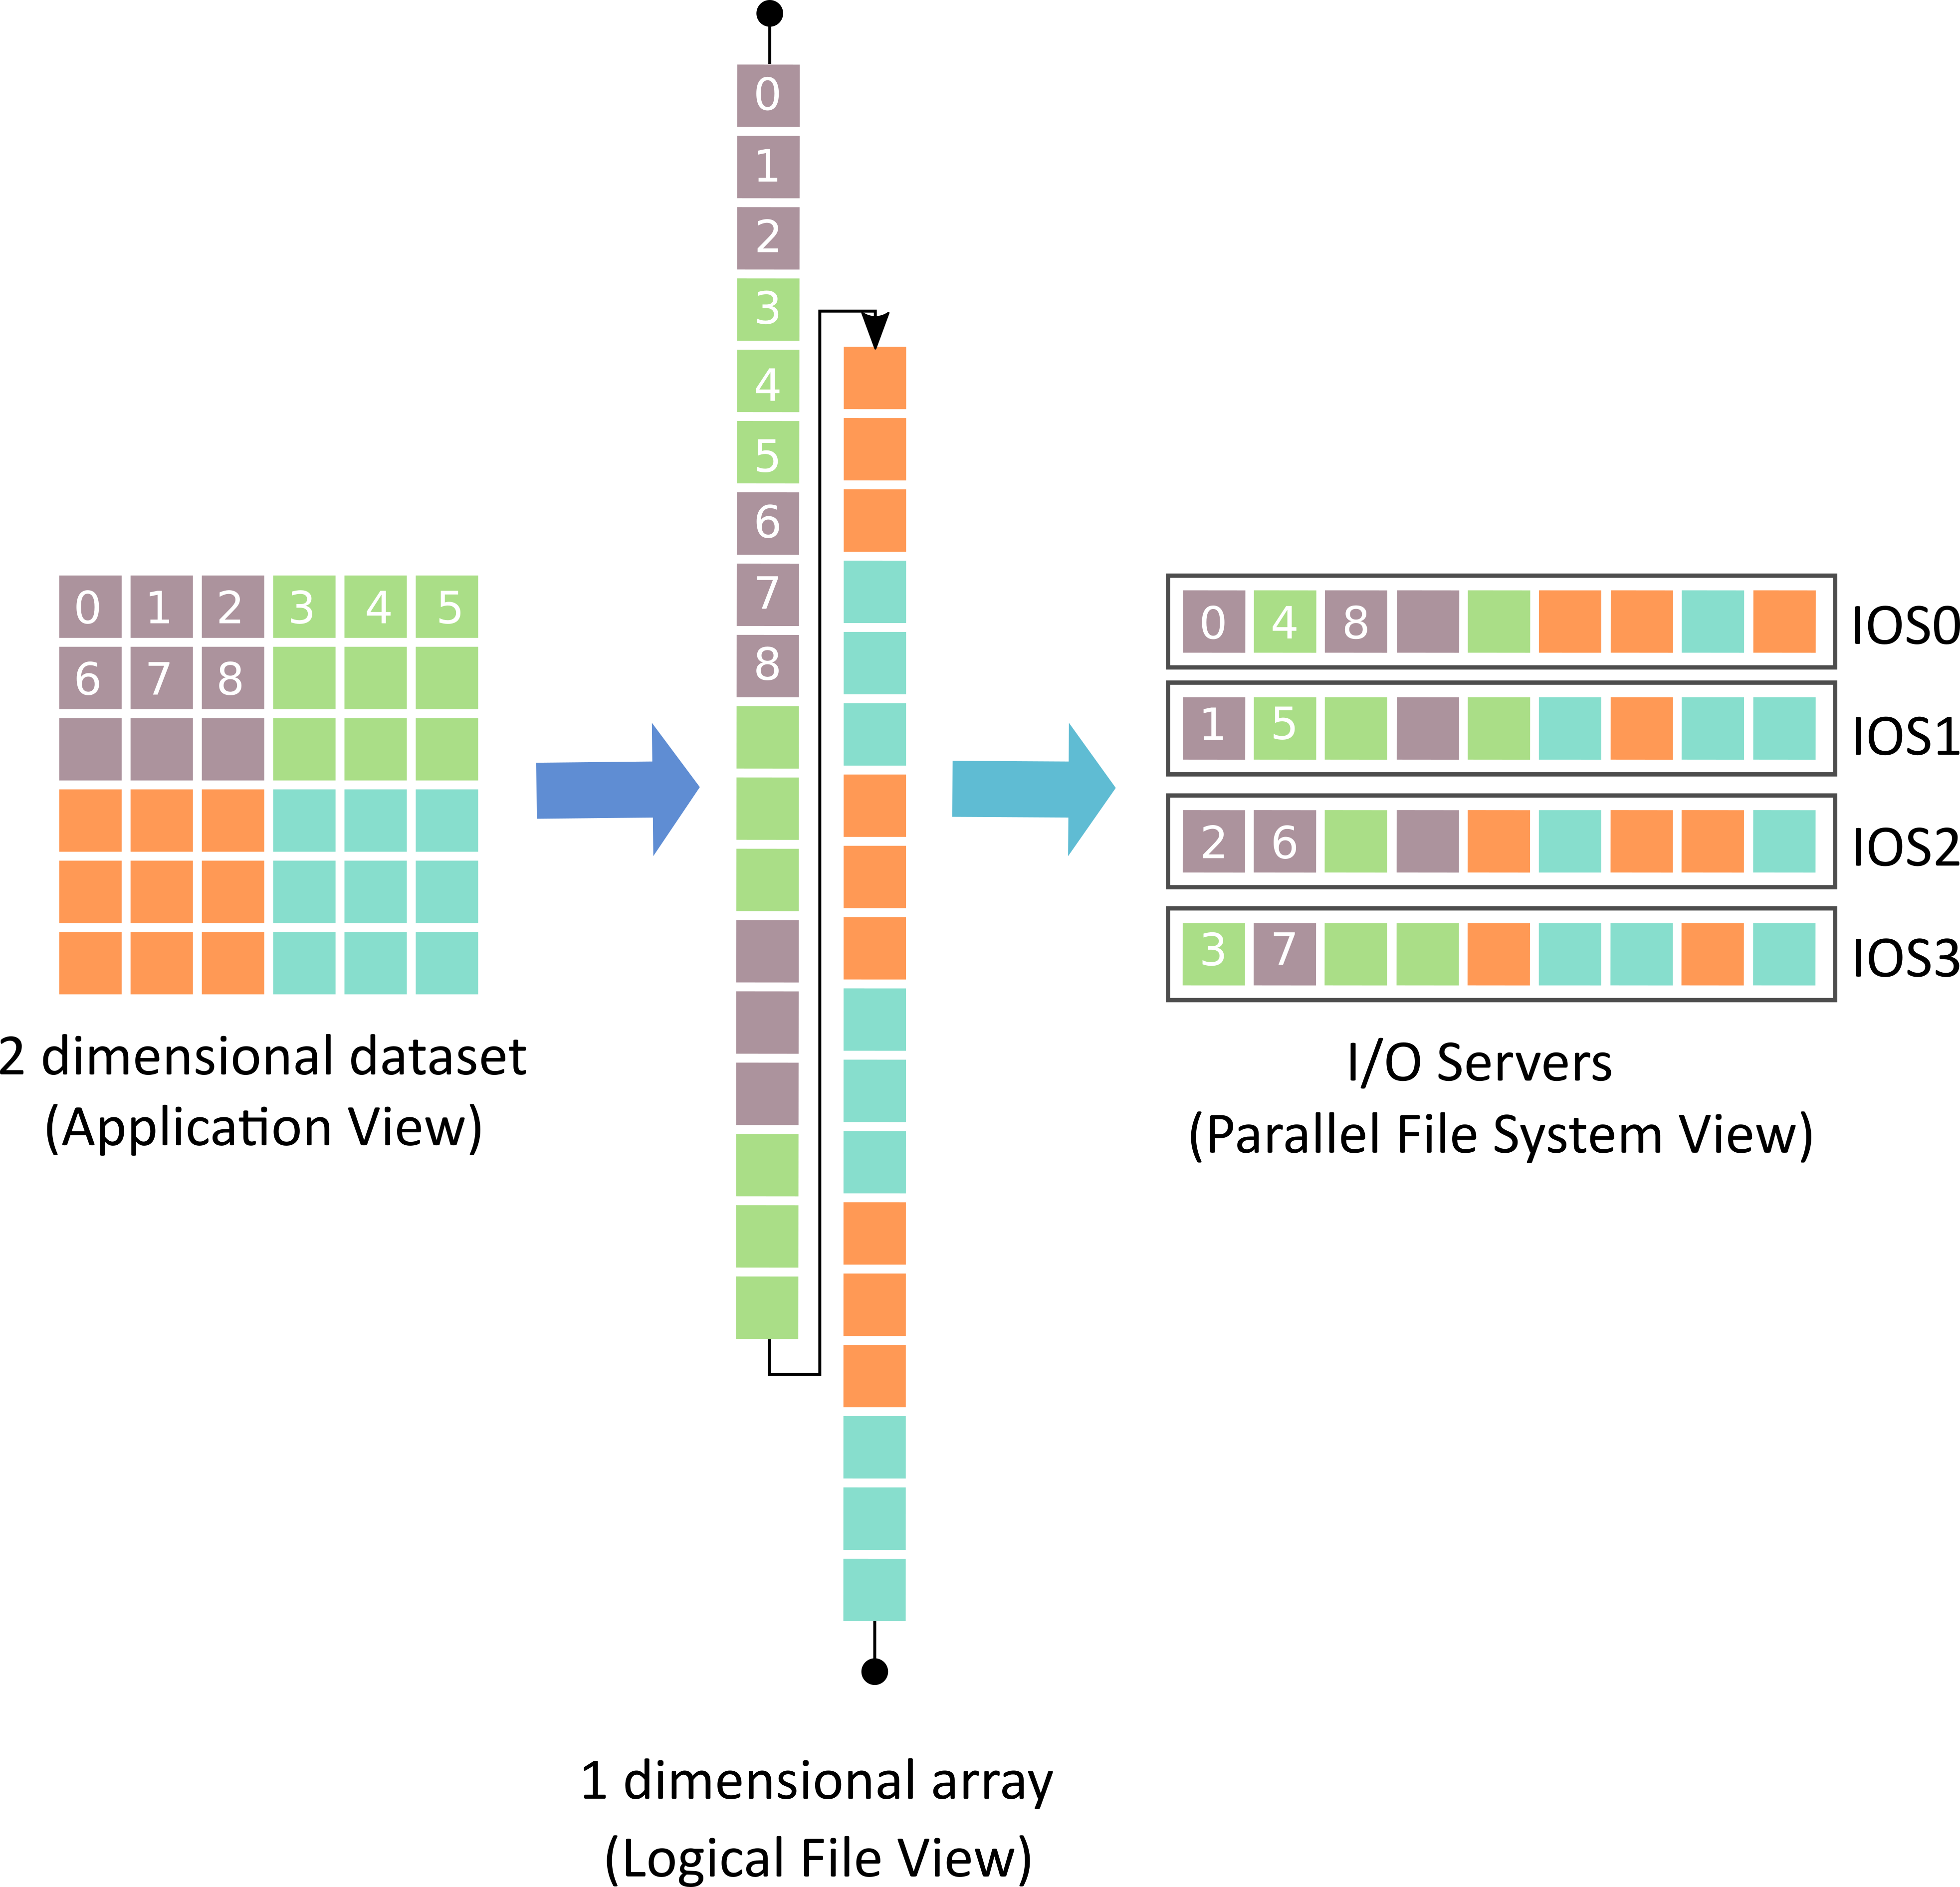 0
1
2
3
4
5
6
7
8
0 1 2 3 4 5
6 7 8
2 dimensional dataset
(Application View)
1 dimensional array
(Logical File View)
0 4 8 IOS0
1 5 IOS1
2 6 IOS2
3 7 IOS3
I/O Servers
(Parallel File System View)